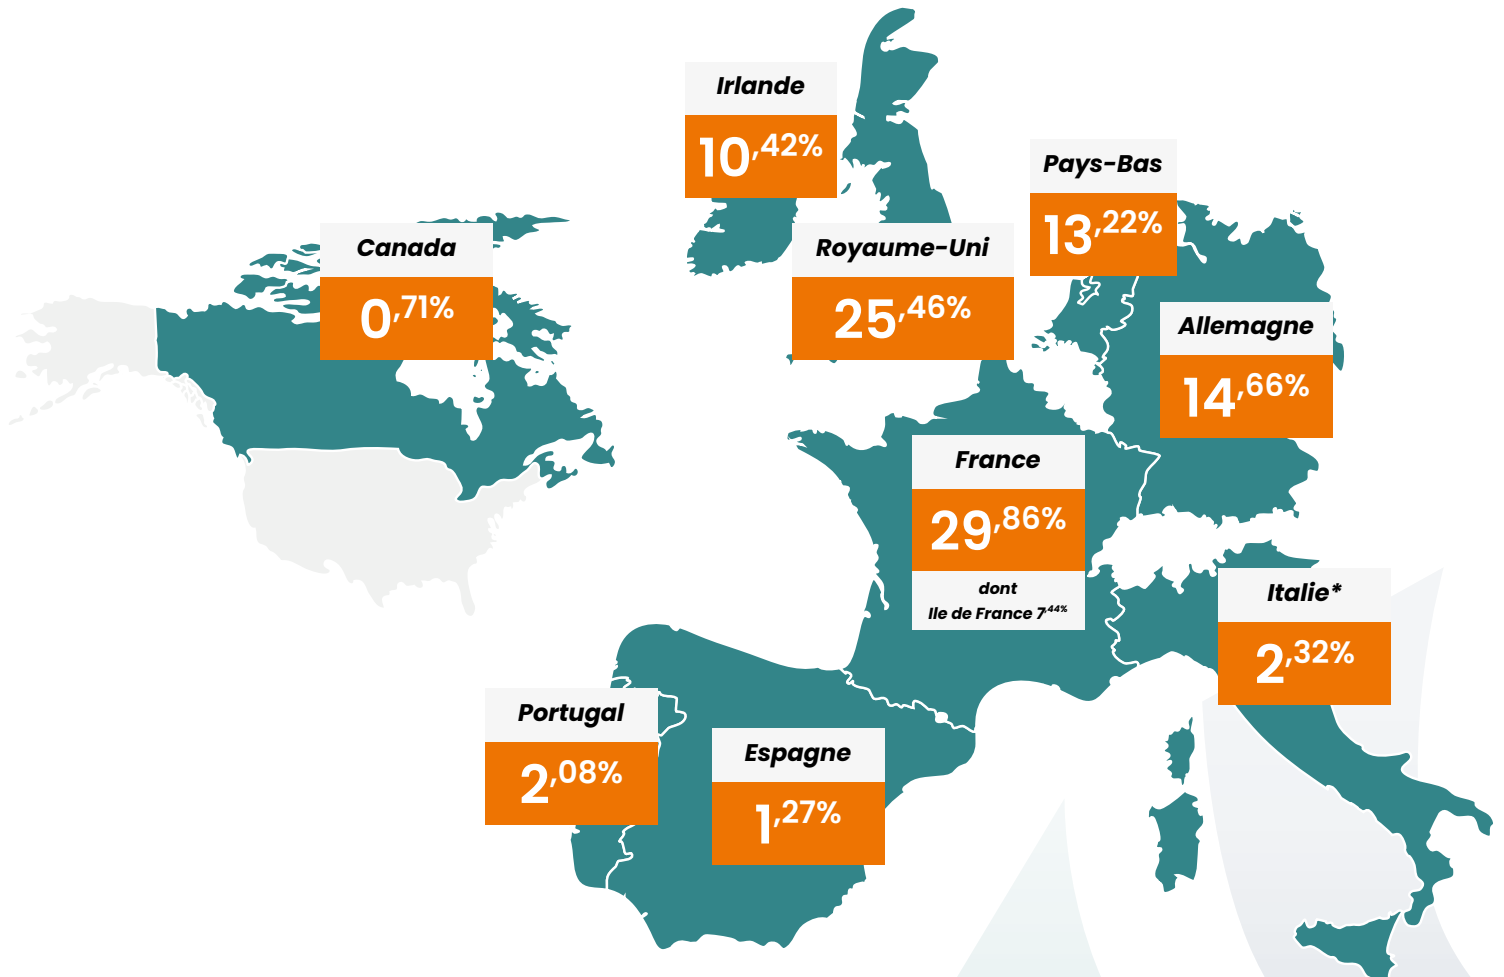 Irlande
10,42%
Pays-Bas
13,22%
Canada
0,71%
Royaume-Uni
25,46%
Allemagne
14,66%
France
29,86%
dont
Ile de France 7,44%
Italie*
2,32%
Portugal
2,08%
Espagne
1,27%